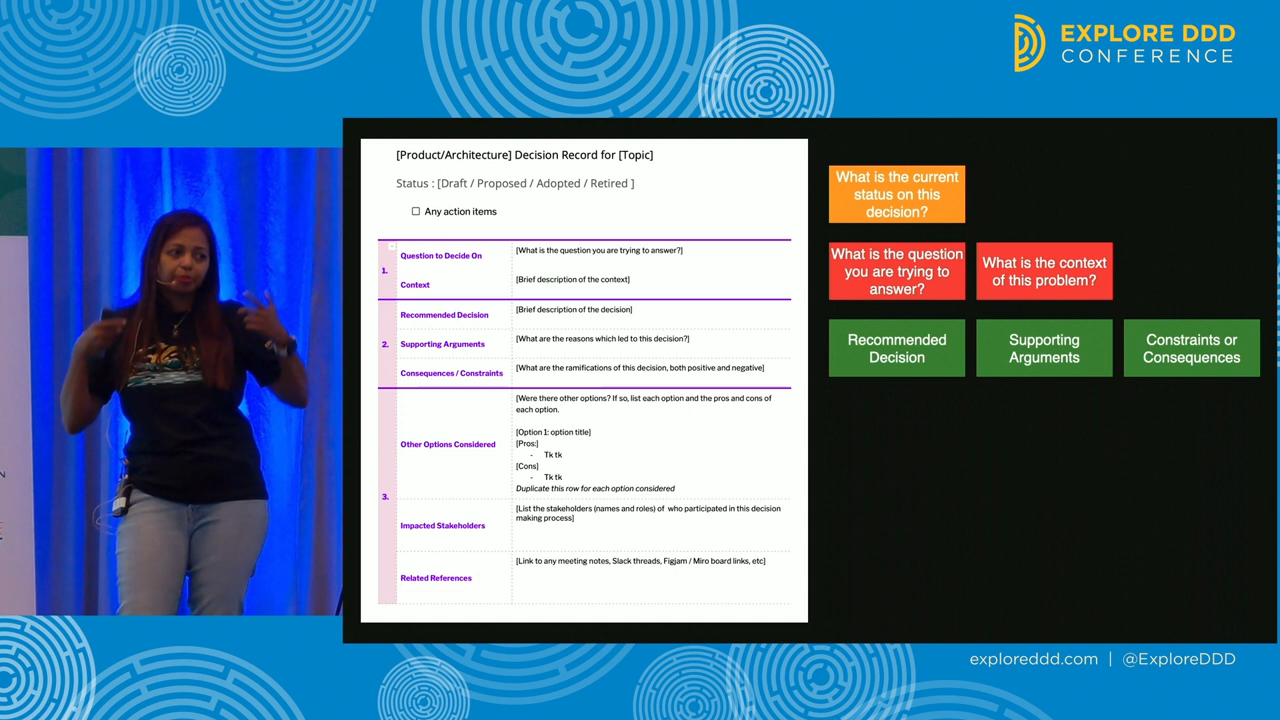 EXPLORE DDD
CONFERENCE
[Product/Architecture] Decision Record for [Topic]
Status : [Draft / Proposed / Adopted / Retired ]
Any action items
1.
Question to Decide On
[What is the question you are trying to answer?]
Context
[Brief description of the context]
2.
Recommended Decision
[Brief description of the decision]
Supporting Arguments
[What are the reasons which led to this decision?]
Consequences / Constraints
[What are the ramifications of this decision, both positive and negative]
3.
Other Options Considered
[Were there other options? If so, list each option and the pros and cons of
each option.
[Option 1: option title]
[Pros:]
- Tk tk
[Cons]
- Tk tk
Duplicate this row for each option considered
Impacted Stakeholders
[List the stakeholders (names and roles) of who participated in this decision
making process]
Related References
[Link to any meeting notes, Slack threads, Figjam / Miro board links, etc]
What is the current
status on this
decision?
What is the question
you are trying to
answer?
What is the context
of this problem?
Recommended
Decision
Supporting
Arguments
Constraints or
Consequences
N
E
exploreddd.com | @ExploreDDD